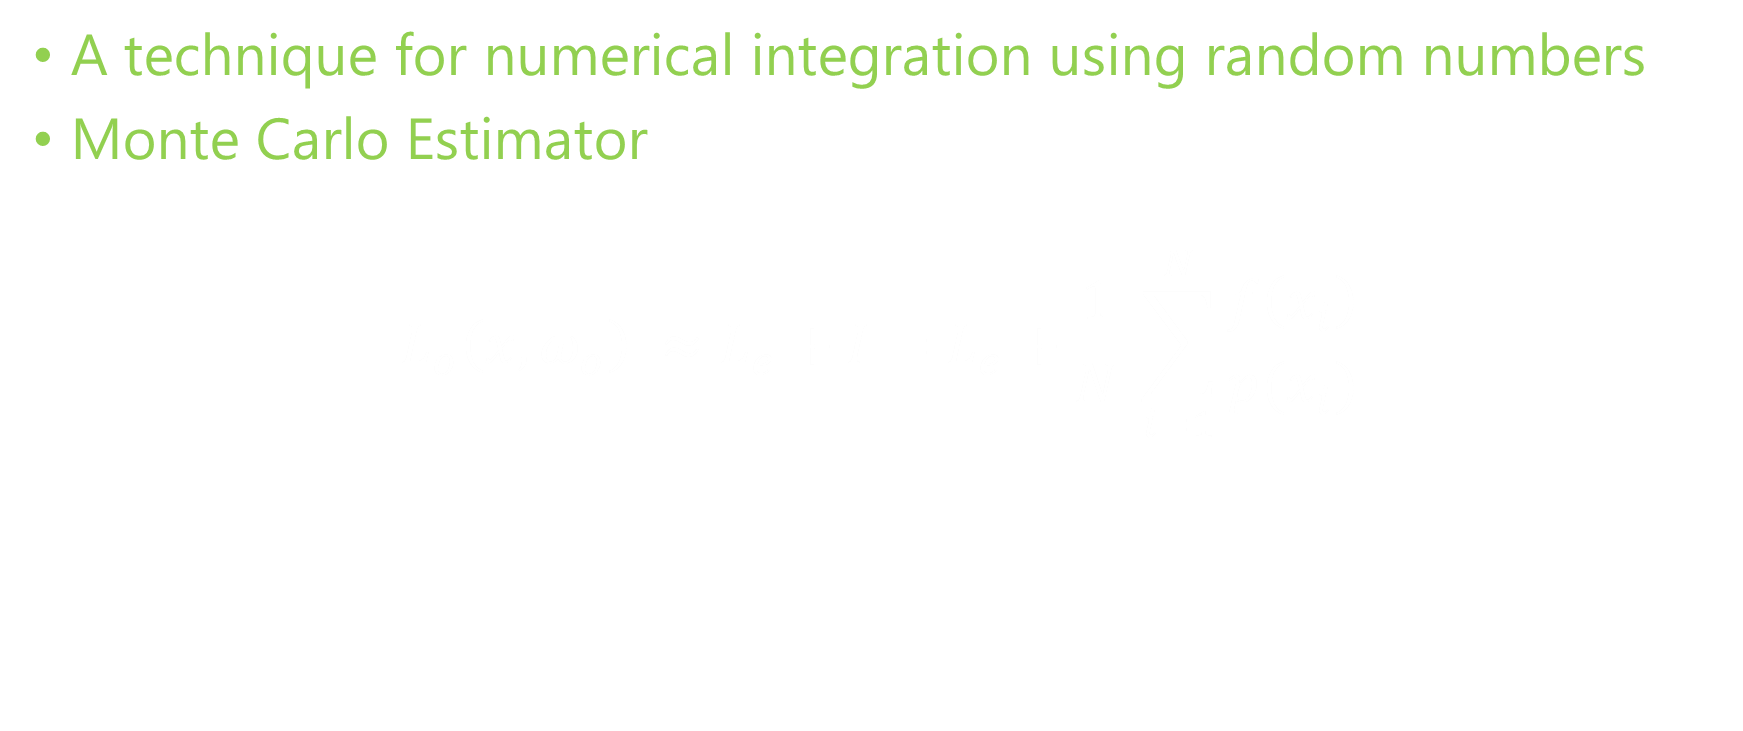 • A technique for numerical integration using random numbers
• Monte Carlo Estimator